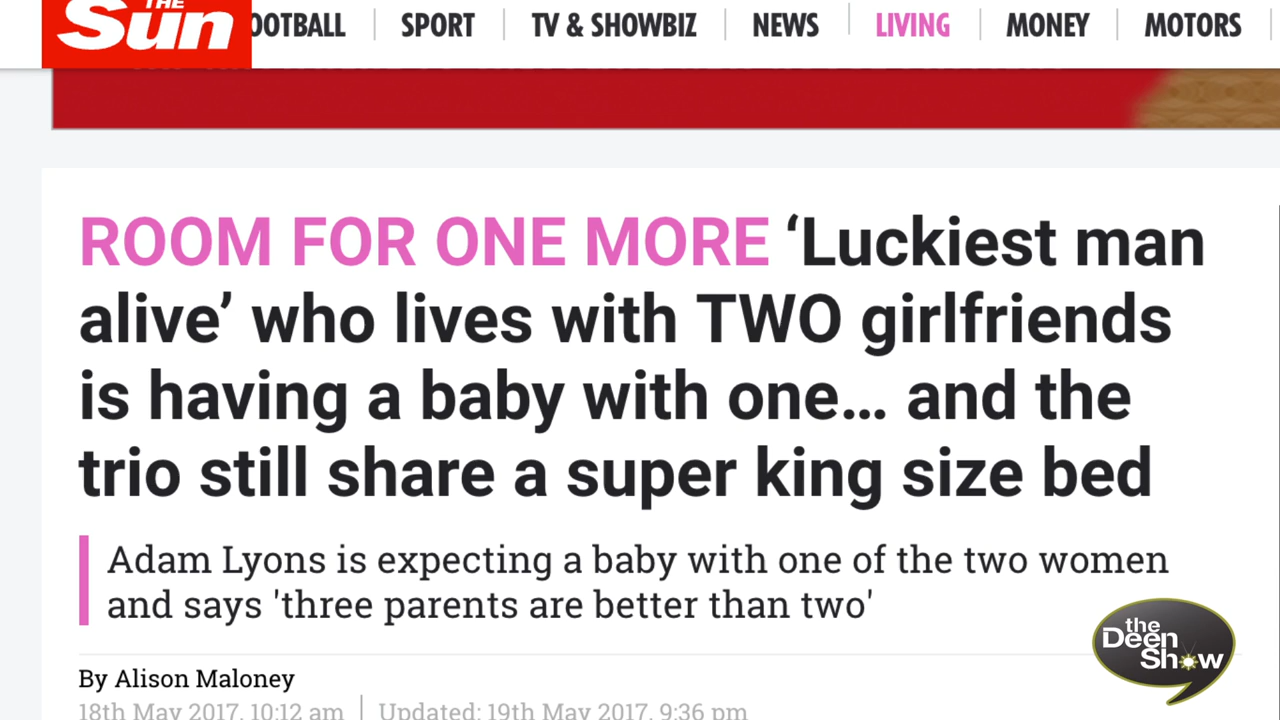 THE
Sun
OOTBALL
SPORT
TV & SHOWBIZ
NEWS
LIVING
MONEY
MOTORS
ROOM FOR ONE MORE ‘Luckiest man
alive’ who lives with TWO girlfriends
is having a baby with one... and the
trio still share a super king size bed
Adam Lyons is expecting a baby with one of the two women
and says 'three parents are better than two'
By Alison Maloney
18th May 2017, 10:12 am
Updated: 19th May 2017, 9:36 pm
the
Deen
Show